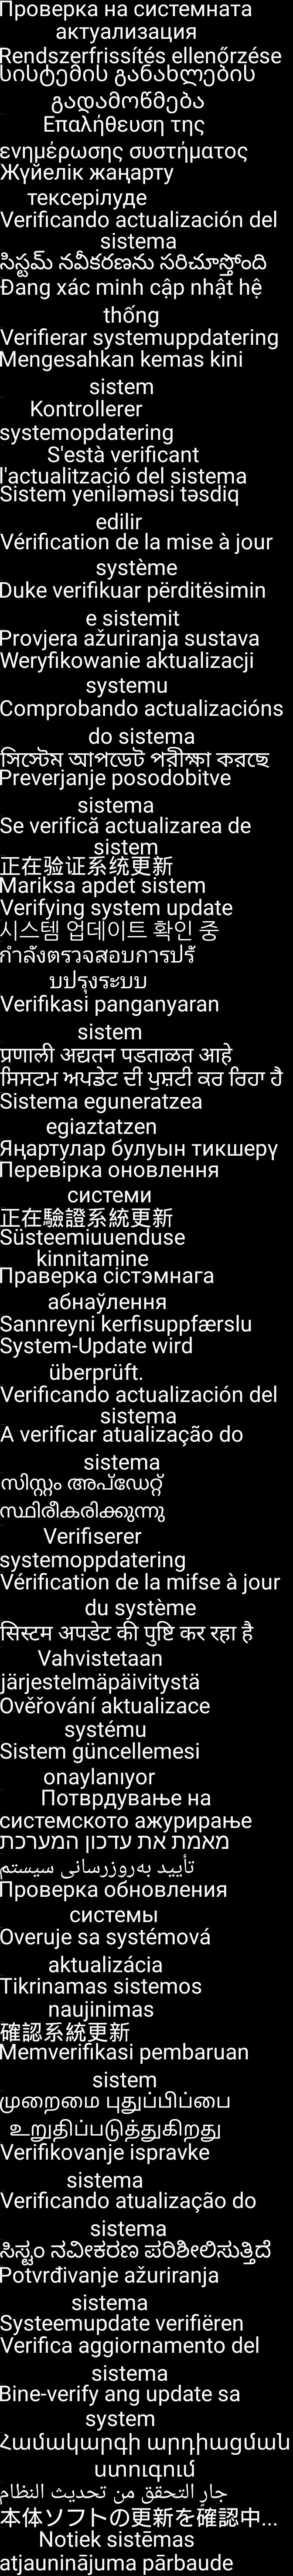 Проверка на системната
актуализация
Rendszerfrissítés ellenőrzése
სისტემის განახლების
გადამოწმება
Επαλήθευση της
ενημέρωσης συστήματος
Жүйелік жаңарту
тексерілуде
Verificando actualización del
sistema
సిస్టమ్ నవీకరణను సరిచూస్తోంది
Đang xác minh cập nhật hệ
thống
Verifierar systemuppdatering
Mengesahkan kemas kini
sistem
Kontrollerer
systemopdatering
S'està verificant
l'actualització del sistema
Sistem yeniləməsi təsdiq
edilir
Vérification de la mise à jour
système
Duke verifikuar përditësimin
e sistemit
Provjera ažuriranja sustava
Weryfikowanie aktualizacji
systemu
Comprobando actualizacións
do sistema
সিস্টেম আপডেট পরীক্ষা করছে
Preverjanje posodobitve
sistema
Se verifică actualizarea de
sistem
正在验证系统更新
Mariksa apdet sistem
Verifying system update
시스템 업데이트 확인 중
กำลังตรวจสอบการปรั
บปรุงระบบ
Verifikasi panganyaran
sistem
प्रणाली अद्यतन पडताळत आहे
ਸਿਸਟਮ ਅਪਡੇਟ ਦੀ ਪੁਸ਼ਟੀ ਕਰ ਰਿਹਾ ਹੈ
Sistema eguneratzea
egiaztatzen
Яңартулар булуын тикшерү
Перевірка оновлення
системи
正在驗證系統更新
Süsteemiuuenduse
kinnitamine
Праверка сістэмнага
абнаўлення
Sannreyni kerfisuppfærslu
System-Update wird
überprüft.
Verificando actualización del
sistema
A verificar atualização do
sistema
സിസ്റ്റം അപ്ഡേറ്റ്
സ്ഥിരീകരിക്കുന്നു
Verifiserer
systemoppdatering
Vérification de la mifse à jour
du système
सिस्टम अपडेट की पुष्टि कर रहा है
Vahvistetaan
järjestelmäpäivitystä
Ověřování aktualizace
systému
Sistem güncellemesi
onaylanıyor
Потврдување на
системското ажурирање
מאמת את עדכון המערכת
تأیید به‌روزرسانی سیستم
Проверка обновления
системы
Overuje sa systémová
aktualizácia
Tikrinamas sistemos
naujinimas
確認系統更新
Memverifikasi pembaruan
sistem
முறைமை புதுப்பிப்பை
உறுதிப்படுத்துகிறது
Verifikovanje ispravke
sistema
Verificando atualização do
sistema
ಸಿಸ್ಟಂ ನವೀಕರಣ ಪರಿಶೀಲಿಸುತ್ತಿದೆ
Potvrđivanje ažuriranja
sistema
Systeemupdate verifiëren
Verifica aggiornamento del
sistema
Bine-verify ang update sa
system
Համակարգի արդիացման
ստուգում
جارٍ التحقق من تحديث النظام
本体ソフトの更新を確認中...
Notiek sistēmas
atjauninājuma pārbaude